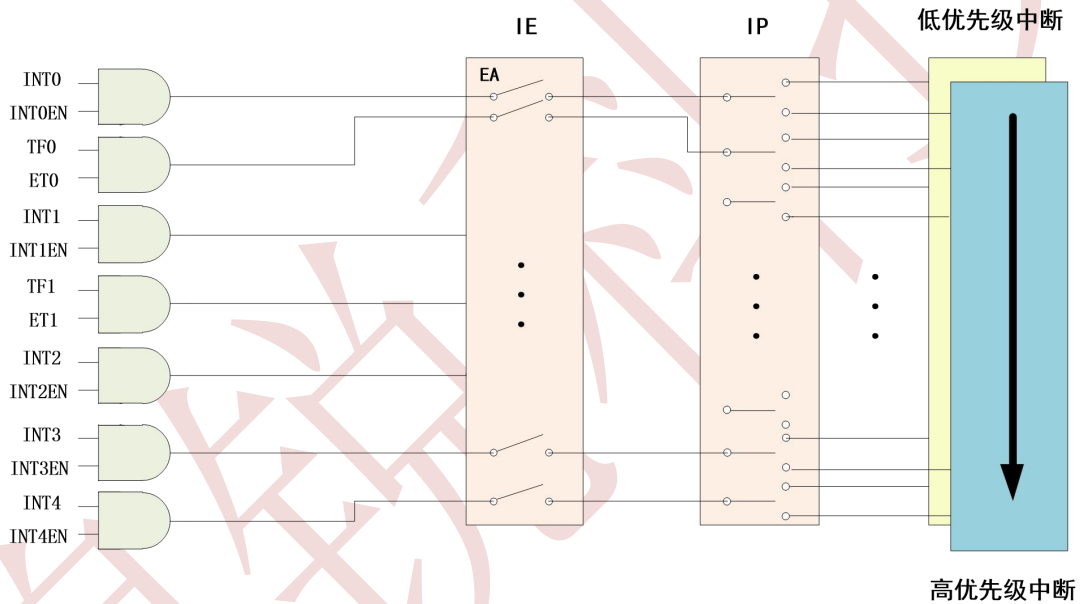 低优先级中断
IE
IP
EA
INT0
INT0EN
TF0
ET0
INT1
INT1EN
TF1
ET1
INT2
INT2EN
INT3
INT3EN
INT4
INT4EN
高优先级中断